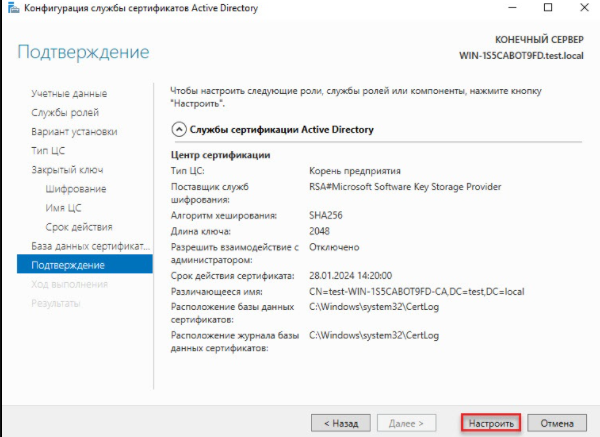 Конфигурация службы сертификатов Active Directory
Подтверждение
КОНЕЧНЫЙ СЕРВЕР
WIN-1S5CABOT9FD.test.local
Учетные данные
Службы ролей
Вариант установки
Тип ЦС
Закрытый ключ
Шифрование
Имя ЦС
Срок действия
База данных сертификат...
Подтверждение
Ход выполнения
Результаты
Чтобы настроить следующие роли, службы ролей или компоненты, нажмите кнопку
"Настроить".
Службы сертификации Active Directory
Центр сертификации
Тип ЦС: Корень предприятия
Поставщик служб RSA#Microsoft Software Key Storage Provider
шифрования:
Алгоритм хеширования: SHA256
Длина ключа: 2048
Разрешить взаимодействие с Отключено
администратором:
Срок действия сертификата: 28.01.2024 14:20:00
Различающееся имя: CN=test-WIN-1S5CABOT9FD-CA,DC=test,DC=local
Расположение базы данных C:\Windows\system32\CertLog
сертификатов:
Расположение журнала базы C:\Windows\system32\CertLog
данных сертификатов:
< Назад Далее > Настроить Отмена